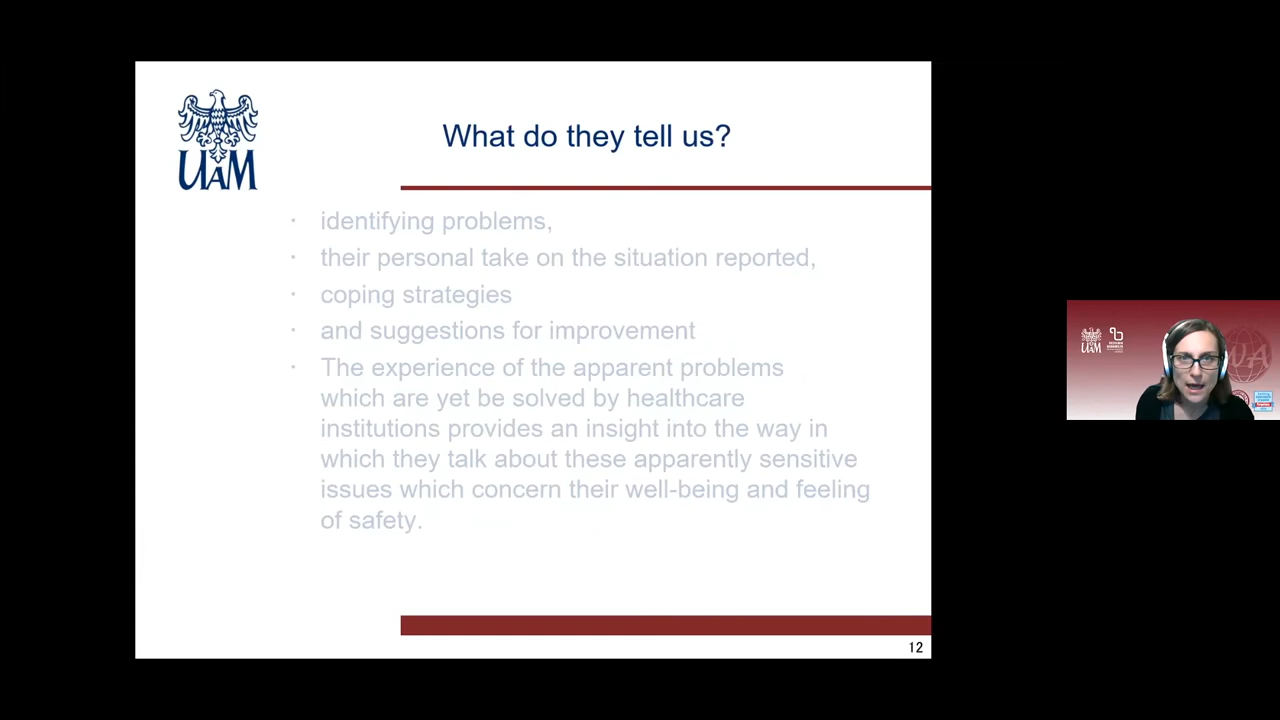 UAM
What do they tell us?
· identifying problems,
· their personal take on the situation reported,
· coping strategies
· and suggestions for improvement
· The experience of the apparent problems
which are yet be solved by healthcare
institutions provides an insight into the way in
which they talk about these apparently sensitive
issues which concern their well-being and feeling
of safety.
12
UAM
WA